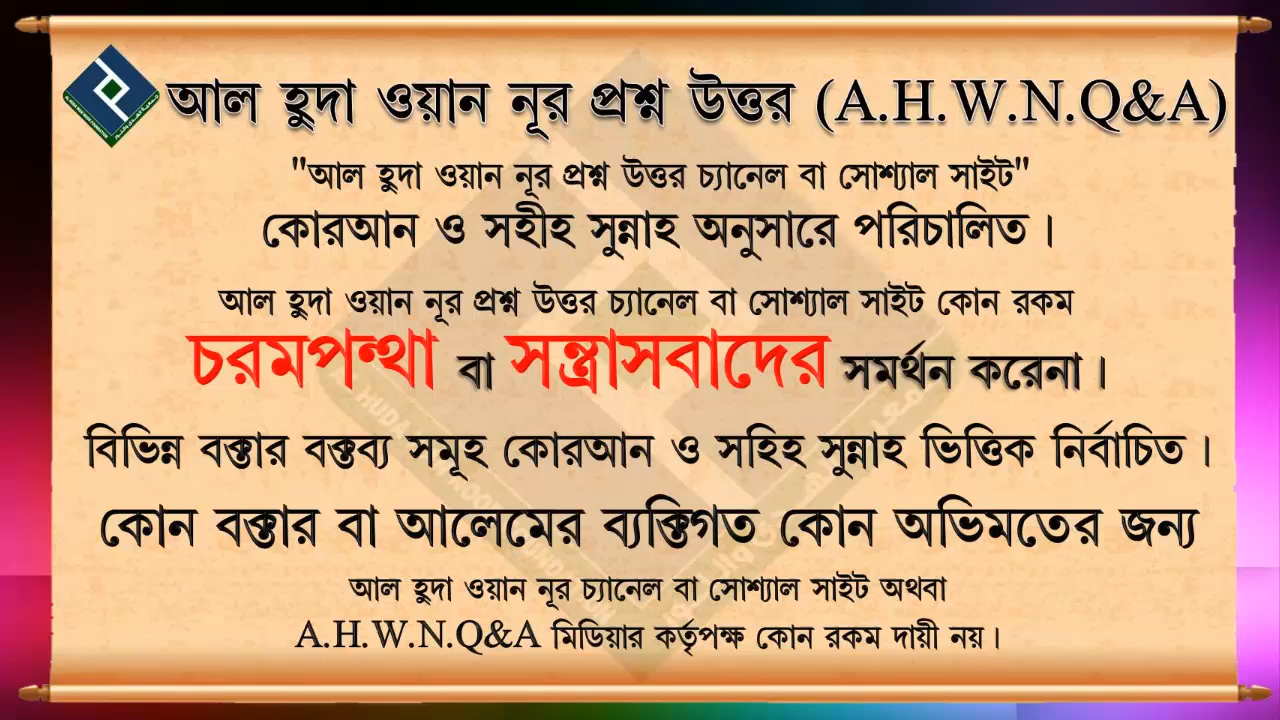 আল হুদা ওয়ান নূর প্রশ্ন উত্তর (A.H.W.N.Q&A)
"আল হুদা ওয়ান নূর প্রশ্ন উত্তর চ্যানেল বা সোশ্যাল সাইট"
কোরআন ও সহীহ সুন্নাহ অনুসারে পরিচালিত।
আল হুদা ওয়ান নূর প্রশ্ন উত্তর চ্যানেল বা সোশ্যাল সাইট কোন রকম
চরমপন্থা বা সন্ত্রাসবাদের সমর্থন করেনা।
বিভিন্ন বক্তার বক্তব্য সমূহ কোরআন ও সহিহ সুন্নাহ ভিত্তিক নির্বাচিত।
কোন বক্তার বা আলেমের ব্যক্তিগত কোন অভিমতের জন্য
আল হুদা ওয়ান নূর চ্যানেল বা সোশ্যাল সাইট অথবা
A.H.W.N.Q&A মিডিয়ার কর্তৃপক্ষ কোন রকম দায়ী নয়।